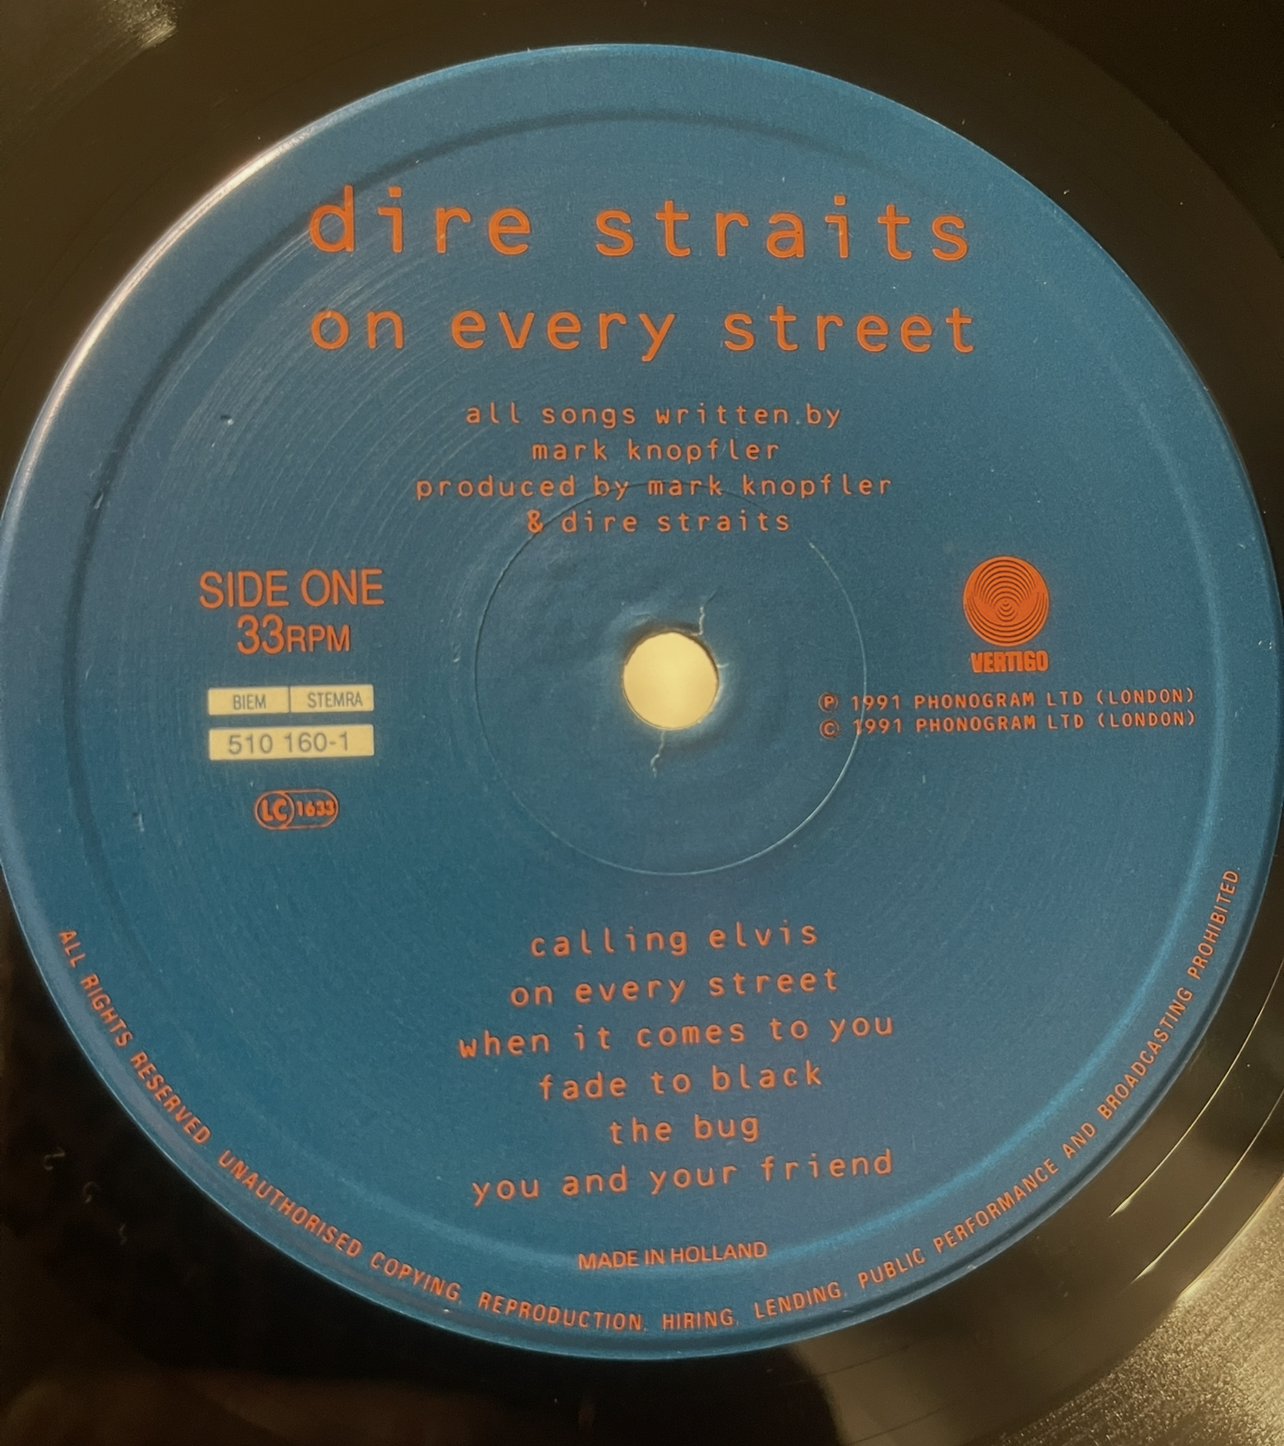 dire straits
on every street
all songs written by
mark knopfler
produced by mark knopfler
& dire straits
SIDE ONE
33RPM
BIEM STEMRA
510 160-1
LC 1633
VERTIGO
℗ 1991 PHONOGRAM LTD (LONDON)
© 1991 PHONOGRAM LTD (LONDON)
calling elvis
on every street
when it comes to you
fade to black
the bug
you and your friend
MADE IN HOLLAND
ALL RIGHTS RESERVED. UNAUTHORISED COPYING, REPRODUCTION, HIRING, LENDING, PUBLIC PERFORMANCE AND BROADCASTING PROHIBITED.